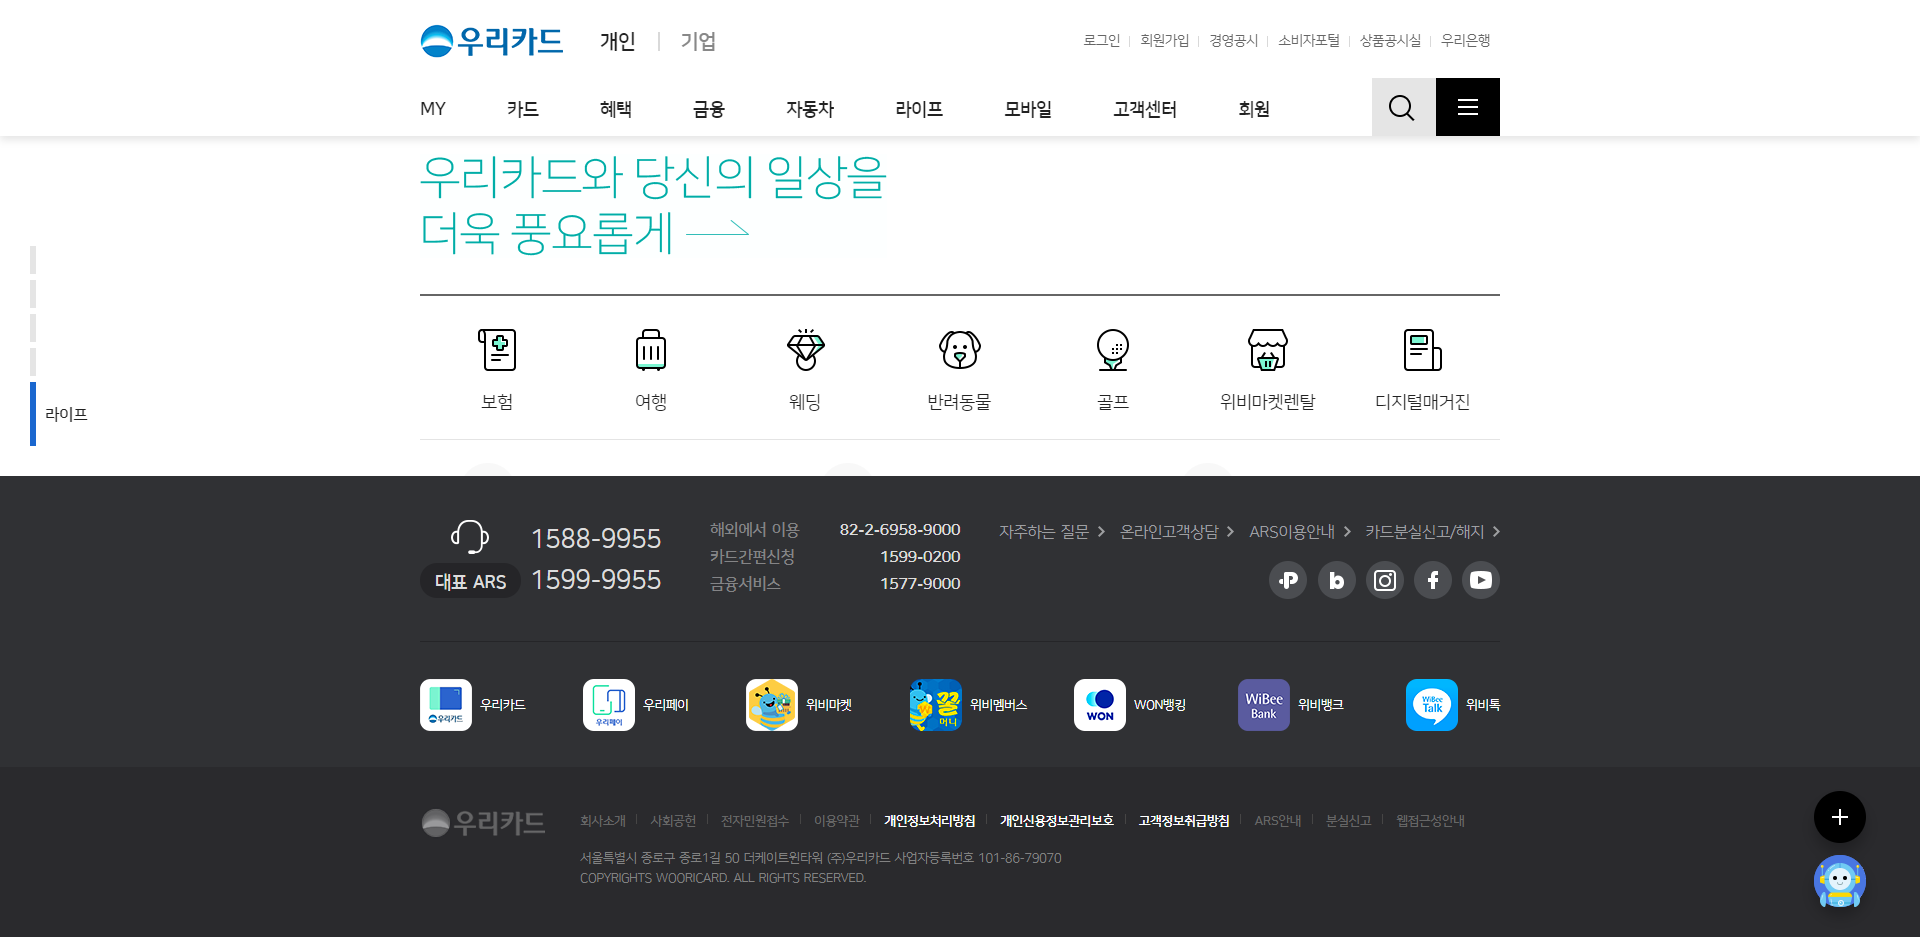 우리카드 개인 기업
로그인 회원가입 경영공시 소비자포털 상품공시실 우리은행
MY 카드 혜택 금융 자동차 라이프 모바일 고객센터 회원
우리카드와 당신의 일상을
더욱 풍요롭게
라이프
보험 여행 웨딩 반려동물 골프 위비마켓렌탈 디지털매거진
대표 ARS
1588-9955
1599-9955
해외에서 이용 82-2-6958-9000
카드간편신청 1599-0200
금융서비스 1577-9000
자주하는 질문 온라인고객상담 ARS이용안내 카드분실신고/해지
우리카드 우리카드
우리페이 우리페이
위비마켓
꿀머니 위비멤버스
WON WON뱅킹
WiBee Bank 위비뱅크
WiBee Talk 위비톡
우리카드
회사소개 사회공헌 전자민원접수 이용약관 개인정보처리방침 개인신용정보관리보호 고객정보취급방침 ARS안내 분실신고 웹접근성안내
서울특별시 종로구 종로1길 50 더케이트윈타워 (주)우리카드 사업자등록번호 101-86-79070
COPYRIGHTS WOORICARD. ALL RIGHTS RESERVED.